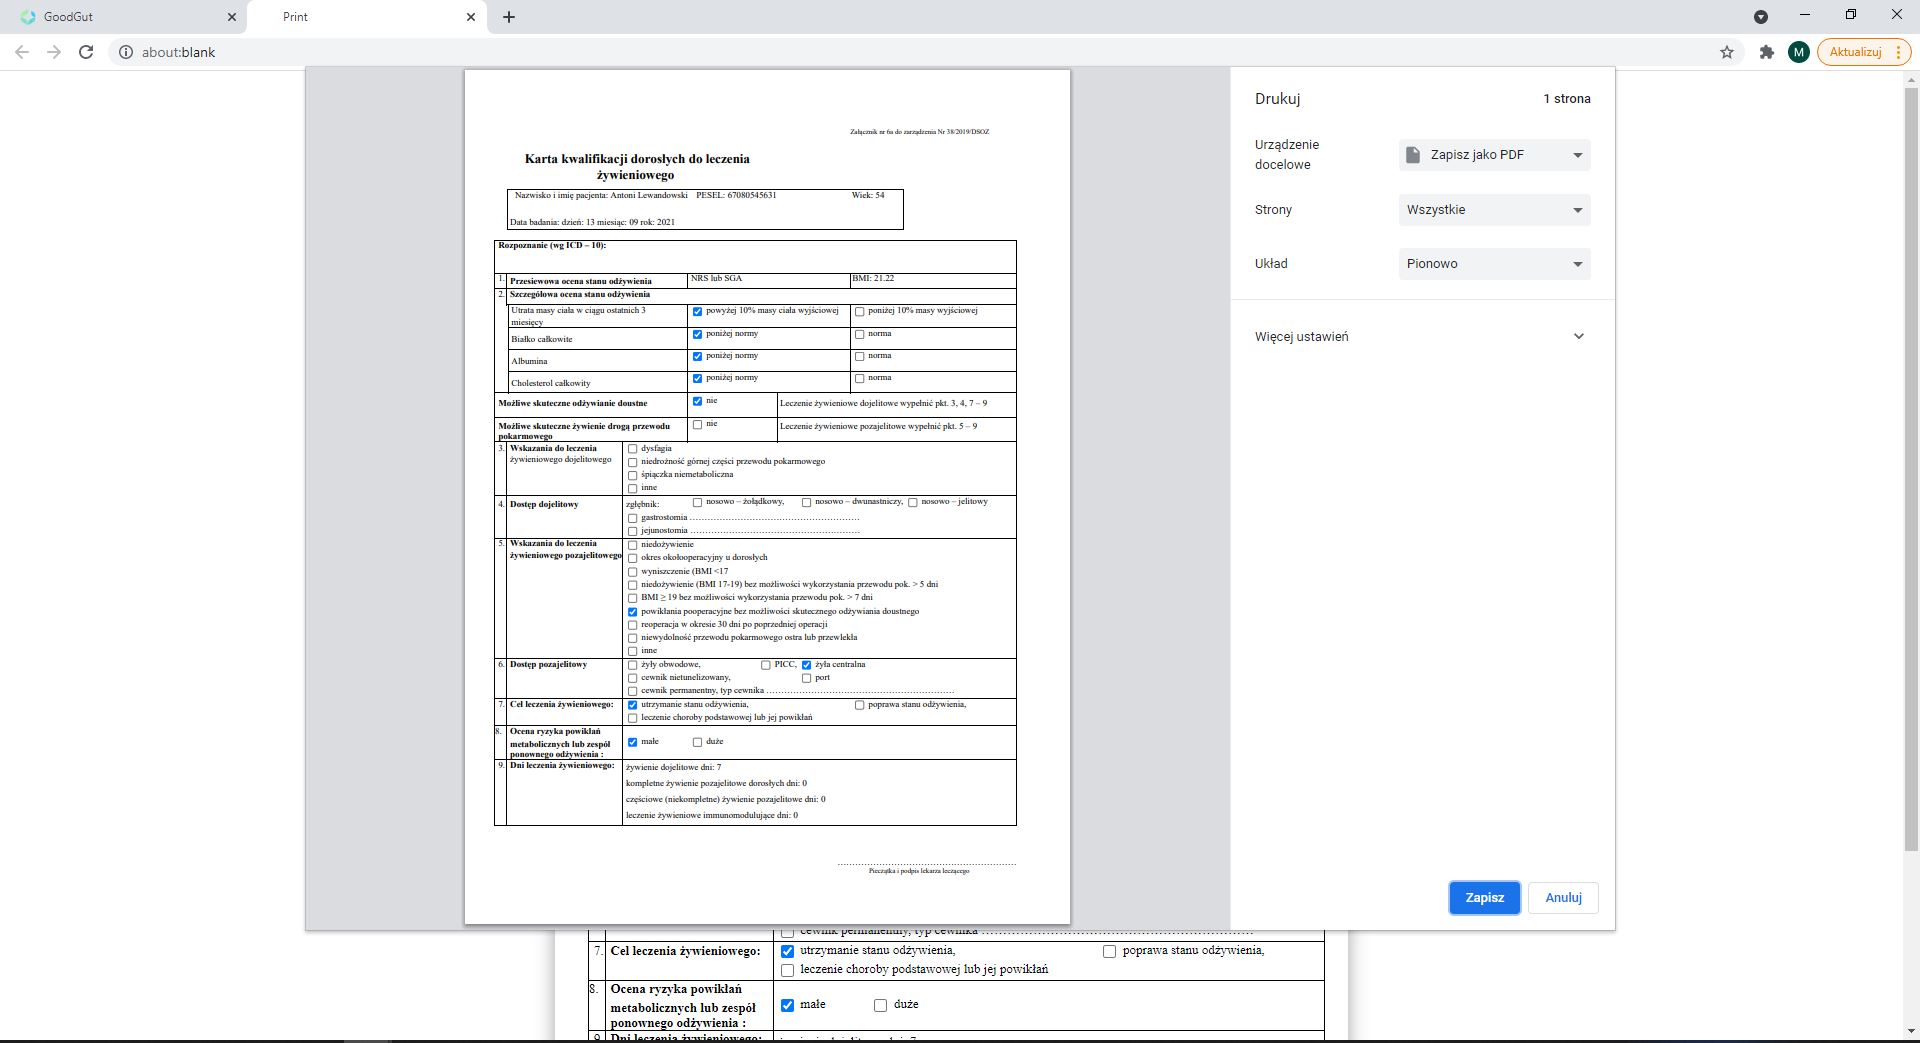 GoodGut
Print
about:blank
M
Aktualizuj
Załącznik nr 6a do zarządzenia Nr 38/2019/DSOZ
Karta kwalifikacji dorosłych do leczenia
żywieniowego
Nazwisko i imię pacjenta: Antoni Lewandowski PESEL: 67080545631 Wiek: 54
Data badania: dzień: 13 miesiąc: 09 rok: 2021
Rozpoznanie (wg ICD – 10):
1. Przesiewowa ocena stanu odżywienia NRS lub SGA BMI: 21.22
2. Szczegółowa ocena stanu odżywienia
Utrata masy ciała w ciągu ostatnich 3
miesięcy
powyżej 10% masy ciała wyjściowej poniżej 10% masy wyjściowej
Białko całkowite poniżej normy norma
Albumina poniżej normy norma
Cholesterol całkowity poniżej normy norma
Możliwe skuteczne odżywianie doustne nie Leczenie żywieniowe dojelitowe wypełnić pkt. 3, 4, 7 – 9
Możliwe skuteczne żywienie drogą przewodu
pokarmowego
nie Leczenie żywieniowe pozajelitowe wypełnić pkt. 5 – 9
3. Wskazania do leczenia
żywieniowego dojelitowego
dysfagia
niedrożność górnej części przewodu pokarmowego
śpiączka niemetaboliczna
inne
4. Dostęp dojelitowy
zgłębnik: nosowo – żołądkowy, nosowo – dwunastniczy, nosowo – jelitowy
gastrostomia ..........................................................
jejunostomia ..........................................................
5. Wskazania do leczenia
żywieniowego pozajelitowego
niedożywienie
okres okołooperacyjny u dorosłych
wyniszczenie (BMI <17
niedożywienie (BMI 17-19) bez możliwości wykorzystania przewodu pok. > 5 dni
BMI ≥ 19 bez możliwości wykorzystania przewodu pok. > 7 dni
powikłania pooperacyjne bez możliwości skutecznego odżywiania doustnego
reoperacja w okresie 30 dni po poprzedniej operacji
niewydolność przewodu pokarmowego ostra lub przewlekła
inne
6. Dostęp pozajelitowy
żyły obwodowe, PICC, żyła centralna
cewnik nietunelizowany, port
cewnik permanentny, typ cewnika ................................................................
7. Cel leczenia żywieniowego:
utrzymanie stanu odżywienia, poprawa stanu odżywienia,
leczenie choroby podstawowej lub jej powikłań
8. Ocena ryzyka powikłań
metabolicznych lub zespół
ponownego odżywienia :
małe duże
9. Dni leczenia żywieniowego:
żywienie dojelitowe dni: 7
kompletne żywienie pozajelitowe dorosłych dni: 0
częściowe (niekompletne) żywienie pozajelitowe dni: 0
leczenie żywieniowe immunomodulujące dni: 0
.............................................................
Pieczątka i podpis lekarza leczącego
Drukuj 1 strona
Urządzenie
docelowe
Zapisz jako PDF
Strony Wszystkie
Układ Pionowo
Więcej ustawień
Zapisz Anuluj
cewnik permanentny, typ cewnika ................................................................
7. Cel leczenia żywieniowego: utrzymanie stanu odżywienia, poprawa stanu odżywienia,
leczenie choroby podstawowej lub jej powikłań
8. Ocena ryzyka powikłań
metabolicznych lub zespół
ponownego odżywienia :
małe duże
9. Dni leczenia żywieniowego: